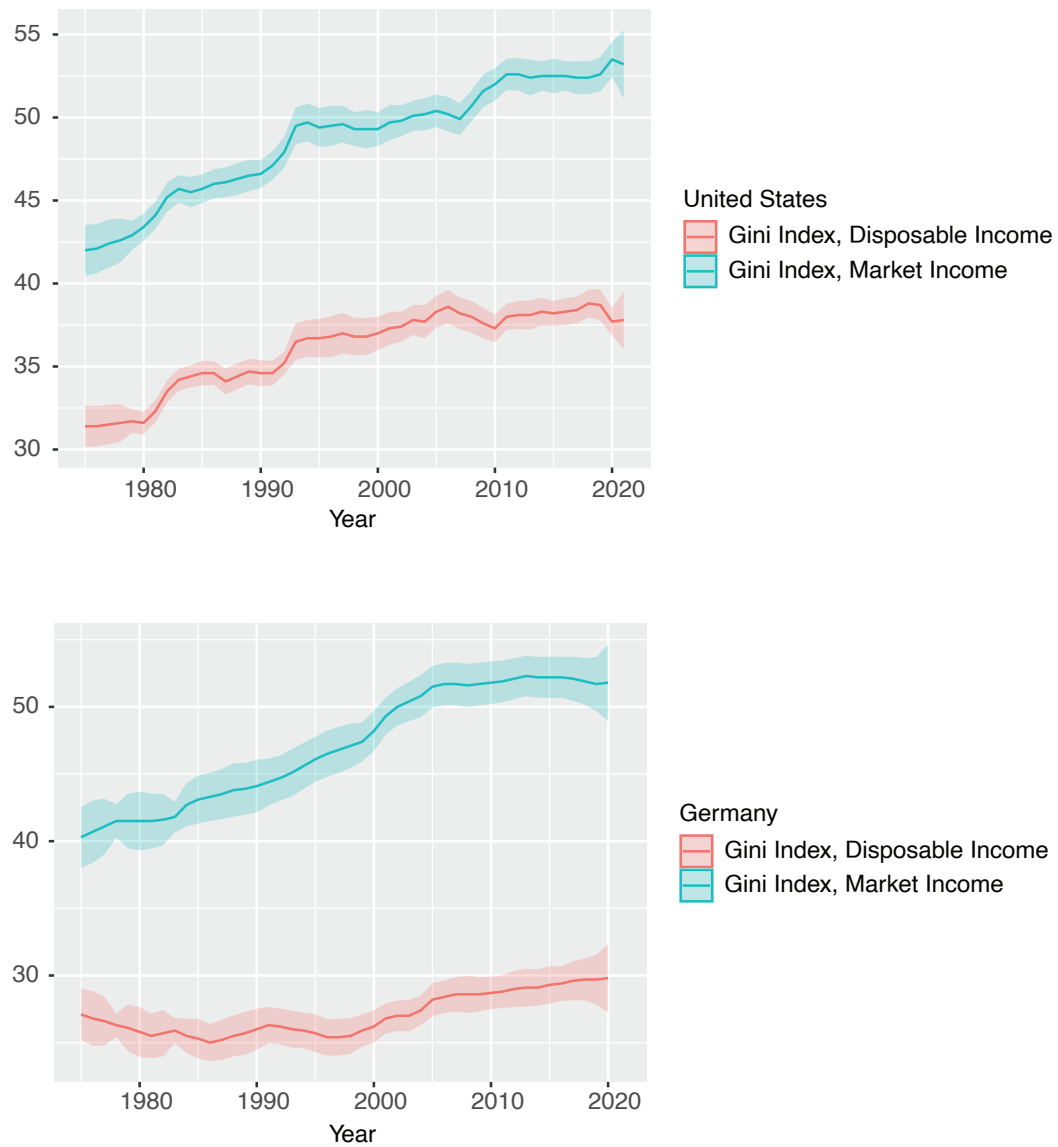 55
50
45
40
35
30
1980 1990 2000 2010 2020
Year
United States
Gini Index, Disposable Income
Gini Index, Market Income
50
40
30
1980 1990 2000 2010 2020
Year
Germany
Gini Index, Disposable Income
Gini Index, Market Income